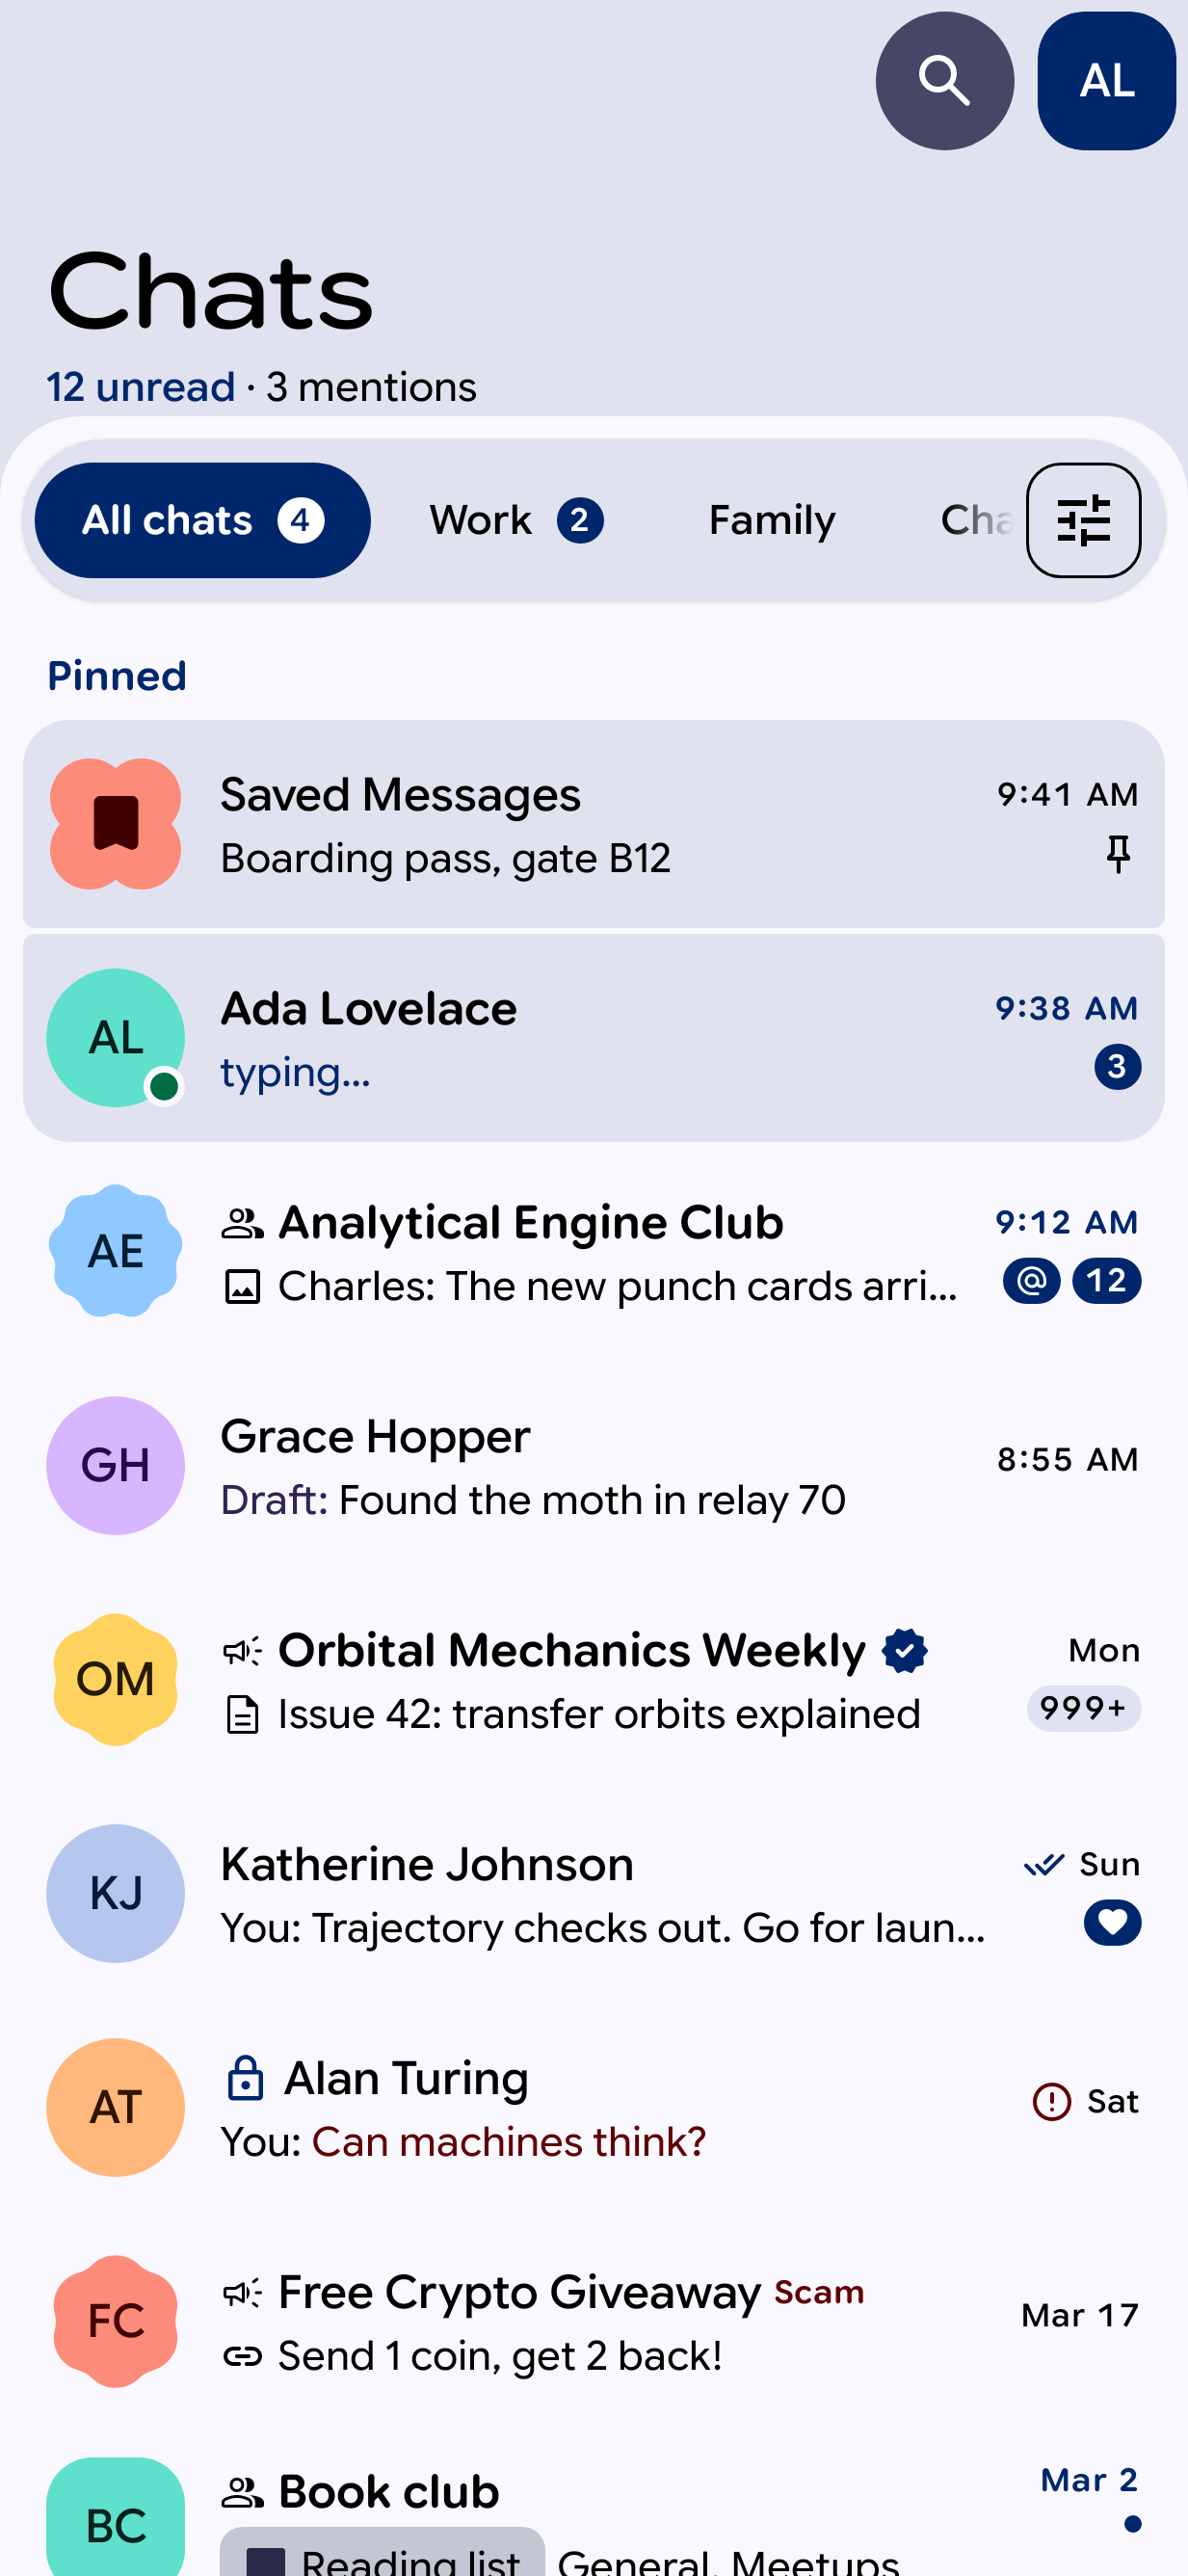 AL
Chats
12 unread · 3 mentions
All chats 4 Work 2 Family Cha
Pinned
Saved Messages 9:41 AM
Boarding pass, gate B12
AL
Ada Lovelace 9:38 AM
typing... 3
AE
Analytical Engine Club 9:12 AM
Charles: The new punch cards arri... @ 12
GH
Grace Hopper 8:55 AM
Draft: Found the moth in relay 70
OM
Orbital Mechanics Weekly Mon
Issue 42: transfer orbits explained 999+
KJ
Katherine Johnson Sun
You: Trajectory checks out. Go for laun...
AT
Alan Turing Sat
You: Can machines think?
FC
Free Crypto Giveaway Scam Mar 17
Send 1 coin, get 2 back!
BC
Book club Mar 2
Reading list General, Meetups